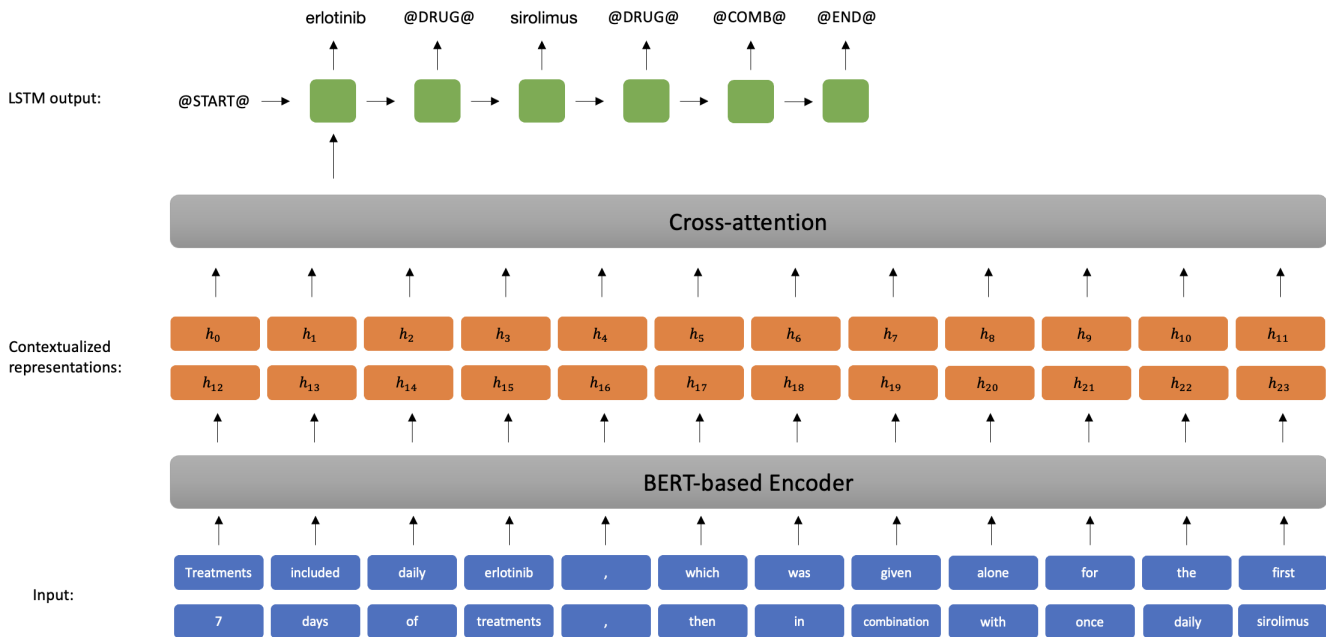 erlotinib @DRUG@ sirolimus @DRUG@ @COMB@ @END@
LSTM output: @START@
Cross-attention
h0 h1 h2 h3 h4 h5 h6 h7 h8 h9 h10 h11
Contextualized
representations:
h12 h13 h14 h15 h16 h17 h18 h19 h20 h21 h22 h23
BERT-based Encoder
Treatments included daily erlotinib , which was given alone for the first
Input:
7 days of treatments , then in combination with once daily sirolimus